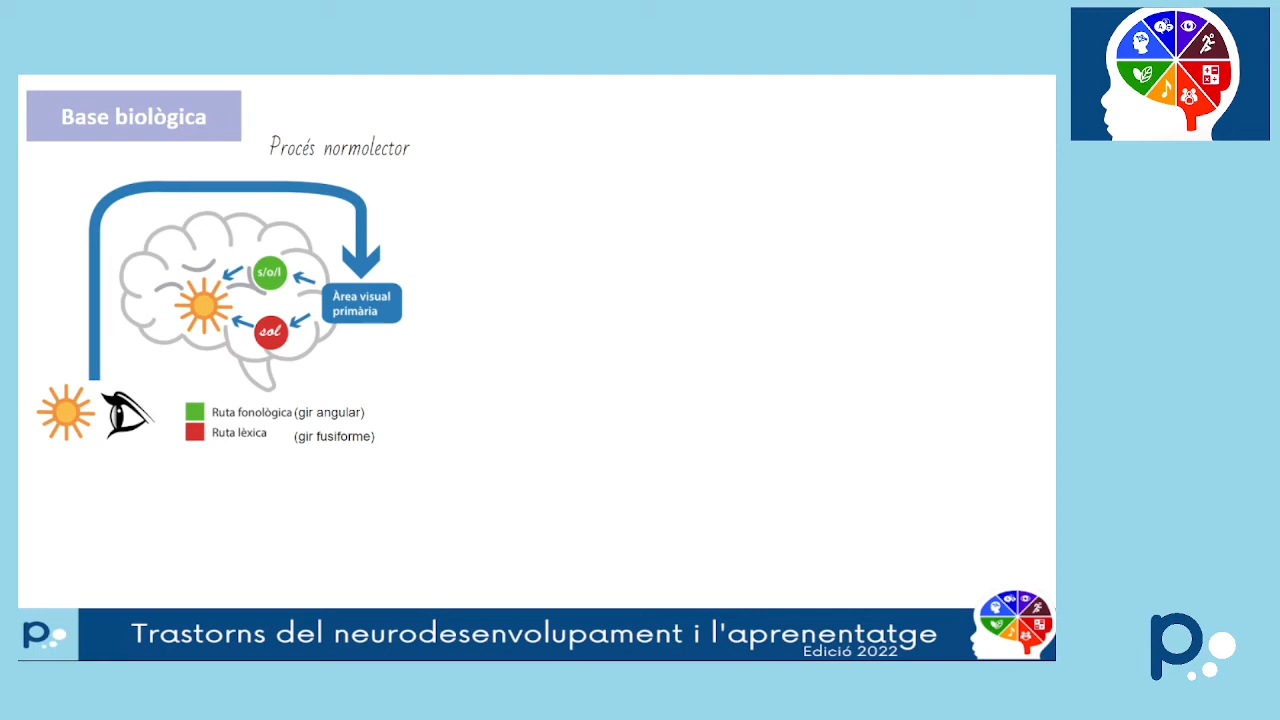 Base biològica
Procés normolector
s/o/l
Àrea visual
primària
sol
Ruta fonològica (gir angular)
Ruta lèxica (gir fusiforme)
p
Trastorns del neurodesenvolupament i l'aprenentatge
Edició 2022
p